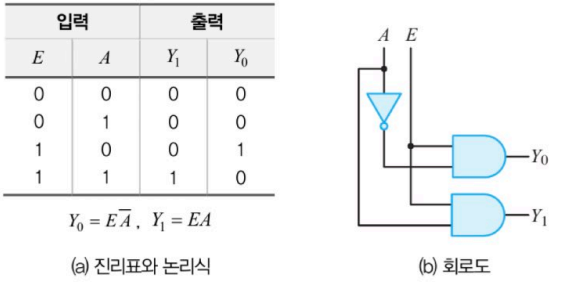 입력 출력
E A Y₁ Y₀
0 0 0 0
0 1 0 0
1 0 0 1
1 1 1 0
Y₀ = EA̅ , Y₁ = EA
(a) 진리표와 논리식
A E
Y₀
Y₁
(b) 회로도